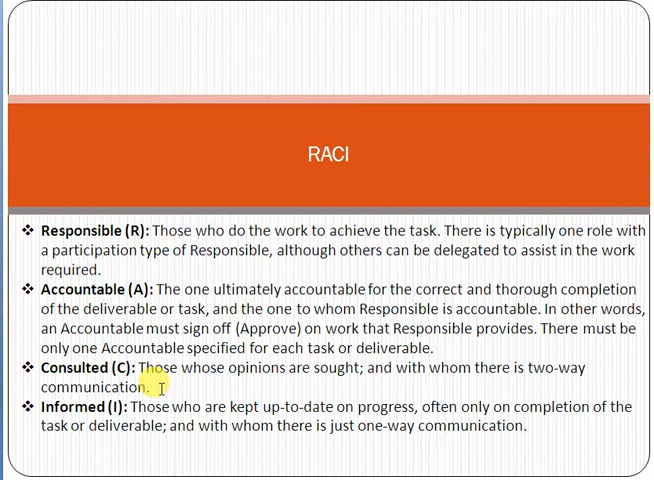 RACI
❖ Responsible (R): Those who do the work to achieve the task. There is typically one role with
a participation type of Responsible, although others can be delegated to assist in the work
required.
❖ Accountable (A): The one ultimately accountable for the correct and thorough completion
of the deliverable or task, and the one to whom Responsible is accountable. In other words,
an Accountable must sign off (Approve) on work that Responsible provides. There must be
only one Accountable specified for each task or deliverable.
❖ Consulted (C): Those whose opinions are sought; and with whom there is two-way
communication.
❖ Informed (I): Those who are kept up-to-date on progress, often only on completion of the
task or deliverable; and with whom there is just one-way communication.